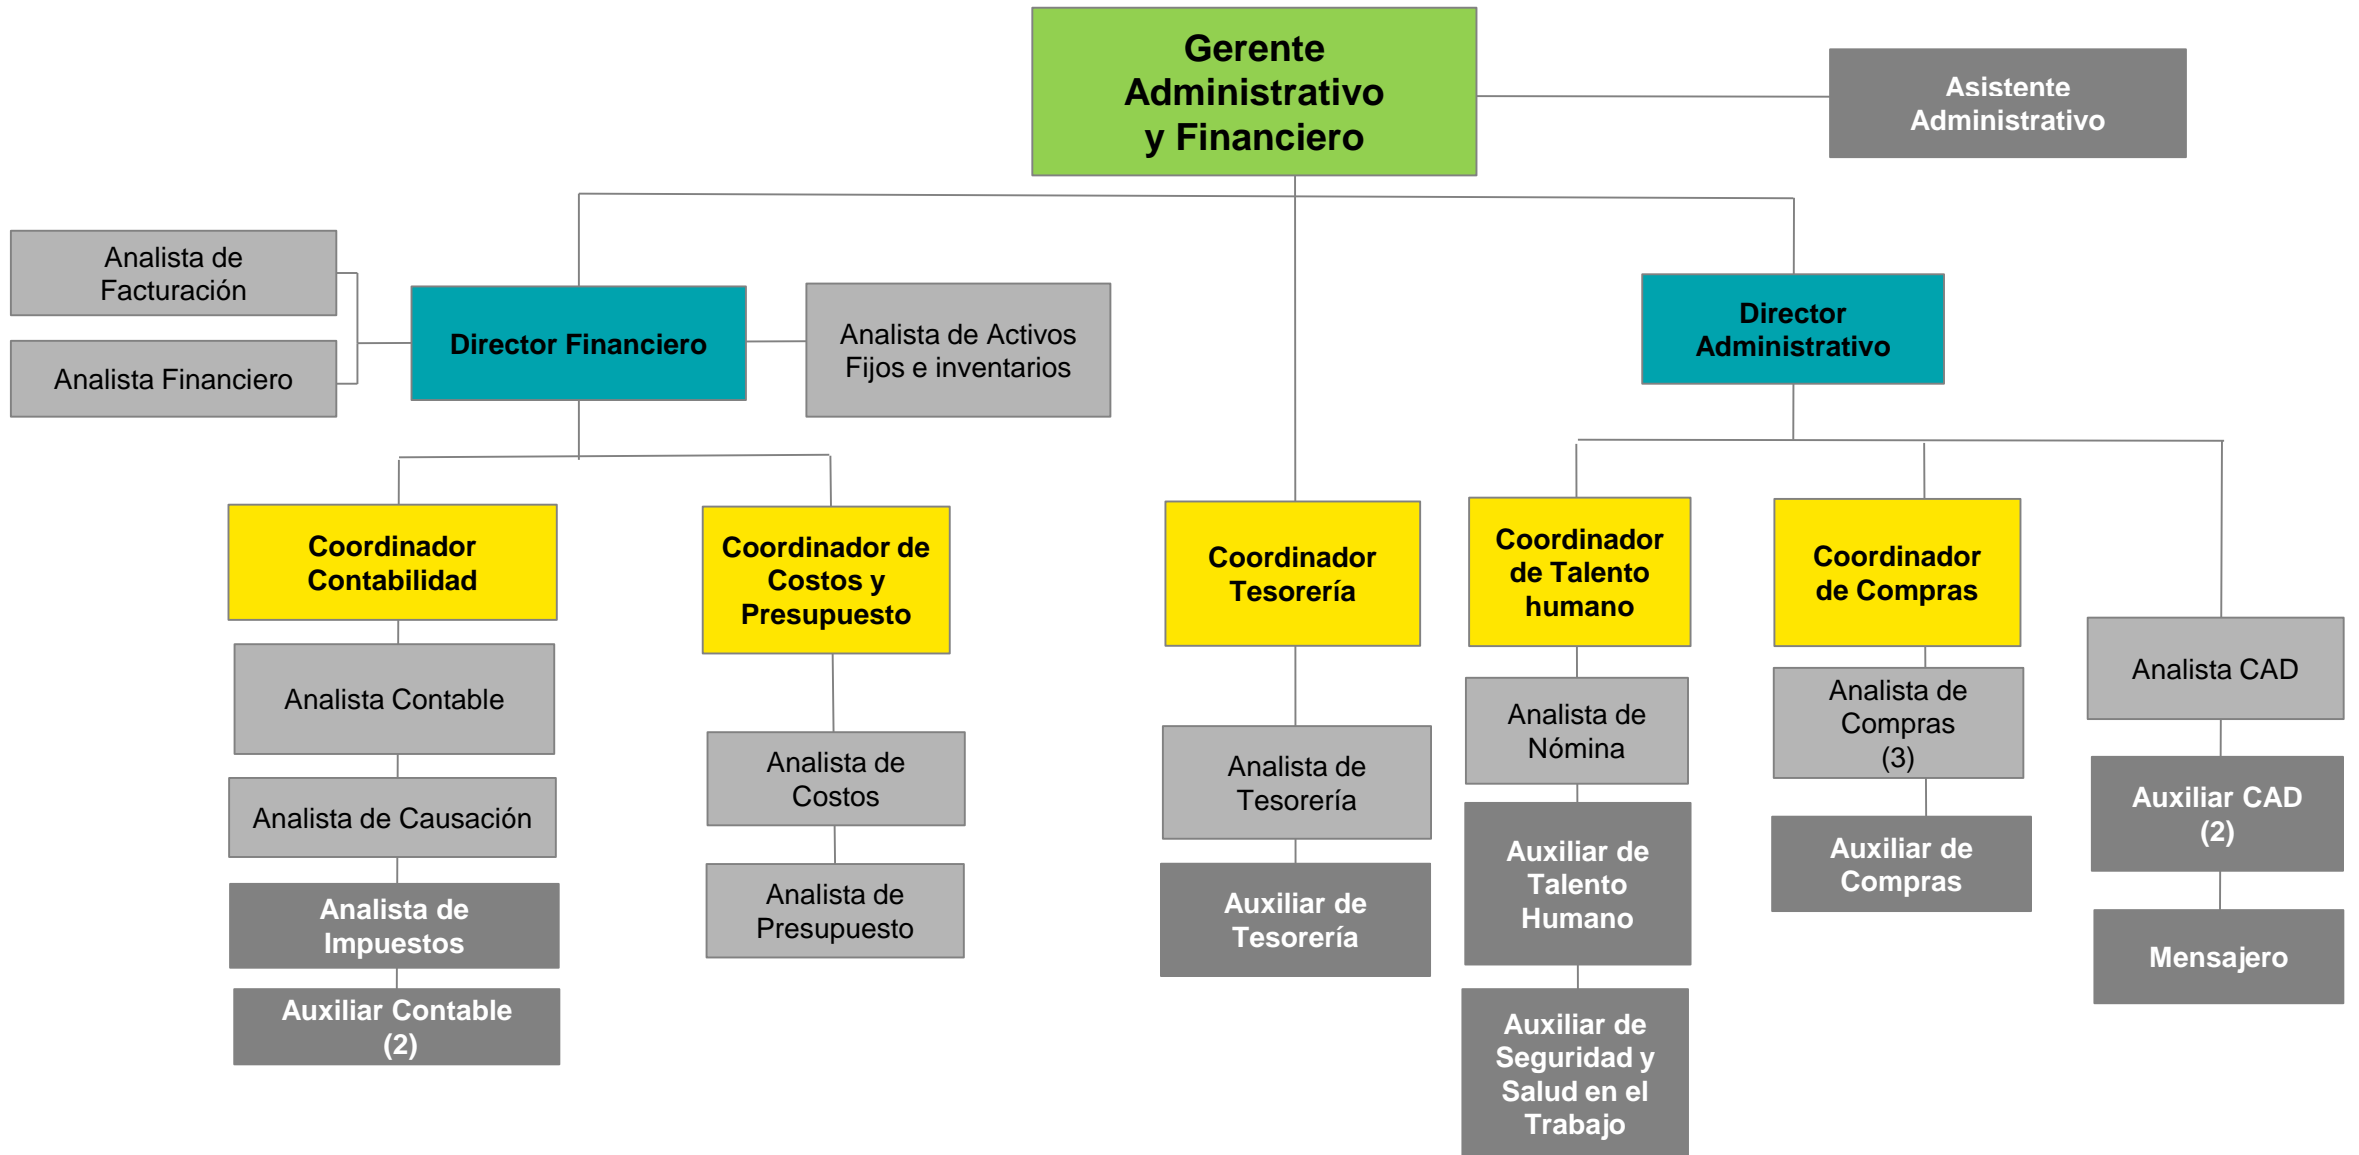 Gerente
Administrativo
y Financiero
Asistente
Administrativo
Analista de
Facturación
Analista Financiero
Director Financiero
Analista de Activos
Fijos e inventarios
Director
Administrativo
Coordinador
Contabilidad
Coordinador de
Costos y
Presupuesto
Coordinador
Tesorería
Coordinador
de Talento
humano
Coordinador
de Compras
Analista Contable
Analista de Causación
Analista de
Impuestos
Auxiliar Contable
(2)
Analista de
Costos
Analista de
Presupuesto
Analista de
Tesorería
Auxiliar de
Tesorería
Analista de
Nómina
Auxiliar de
Talento
Humano
Auxiliar de
Seguridad y
Salud en el
Trabajo
Analista de
Compras
(3)
Auxiliar de
Compras
Analista CAD
Auxiliar CAD
(2)
Mensajero